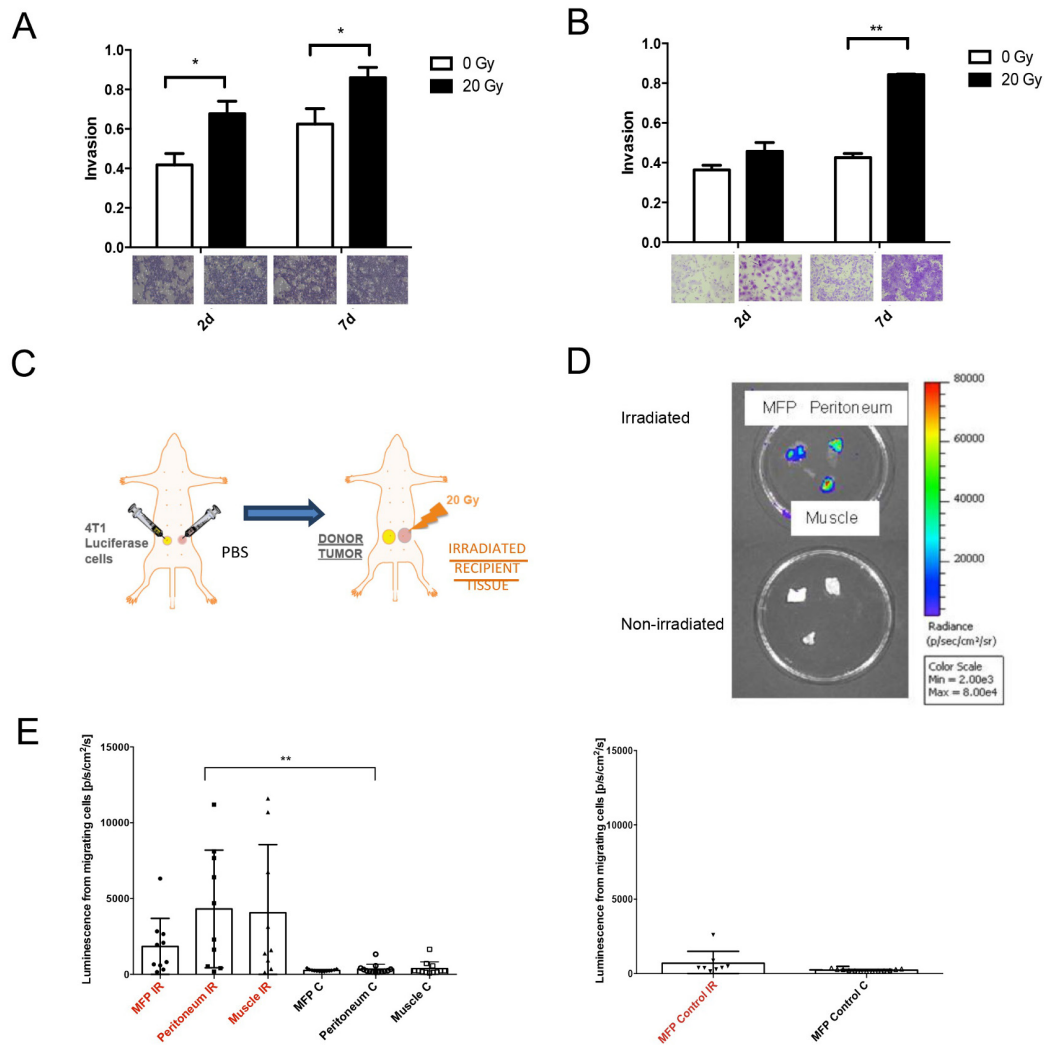 A
Invasion
1.0
0.8
0.6
0.4
0.2
0.0
*
*
0 Gy
20 Gy
2d
7d
B
Invasion
1.0
0.8
0.6
0.4
0.2
0.0
**
0 Gy
20 Gy
2d
7d
C
4T1
Luciferase
cells
PBS
20 Gy
DONOR
TUMOR
IRRADIATED
RECIPIENT
TISSUE
D
Irradiated
MFP Peritoneum
Muscle
Non-irradiated
80000
60000
40000
20000
Radiance
(p/sec/cm²/sr)
Color Scale
Min = 2.00e3
Max = 8.00e4
E
Luminescence from migrating cells [p/s/cm²/s]
15000
10000
5000
0
**
MFP IR
Peritoneum IR
Muscle IR
MFP C
Peritoneum C
Muscle C
Luminescence from migrating cells [p/s/cm²/s]
15000
10000
5000
0
MFP Control IR
MFP Control C